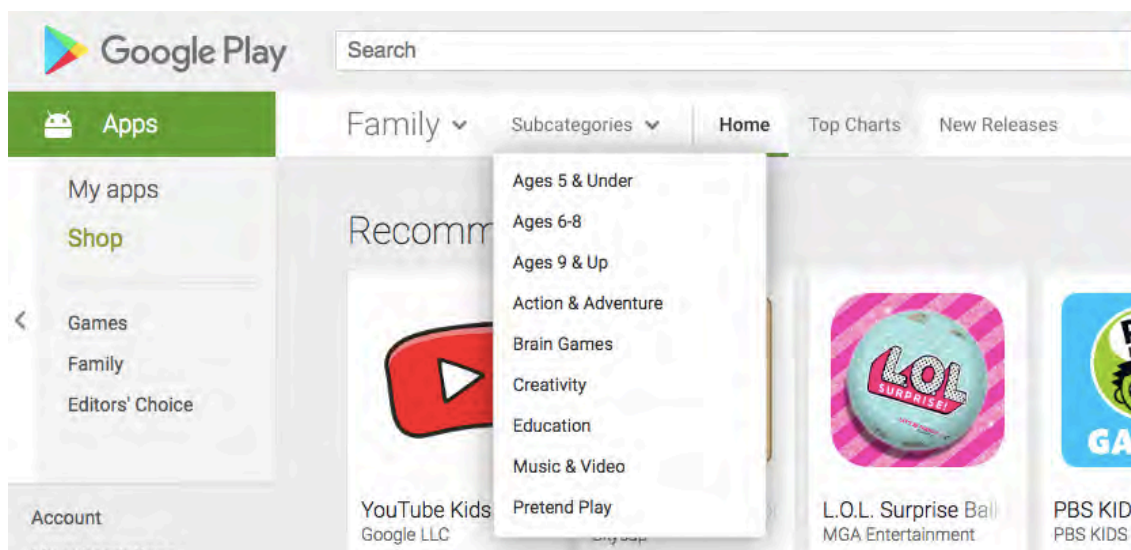 Google Play
Search
Apps
Family
Subcategories
Home
Top Charts
New Releases
My apps
Shop
Games
Family
Editors' Choice
Account
Ages 5 & Under
Ages 6-8
Ages 9 & Up
Action & Adventure
Brain Games
Creativity
Education
Music & Video
Pretend Play
Recomm
YouTube Kids
Google LLC
LOL
SURPRISE!
L.O.L. Surprise Ball
MGA Entertainment
GA
PBS KID
PBS KIDS